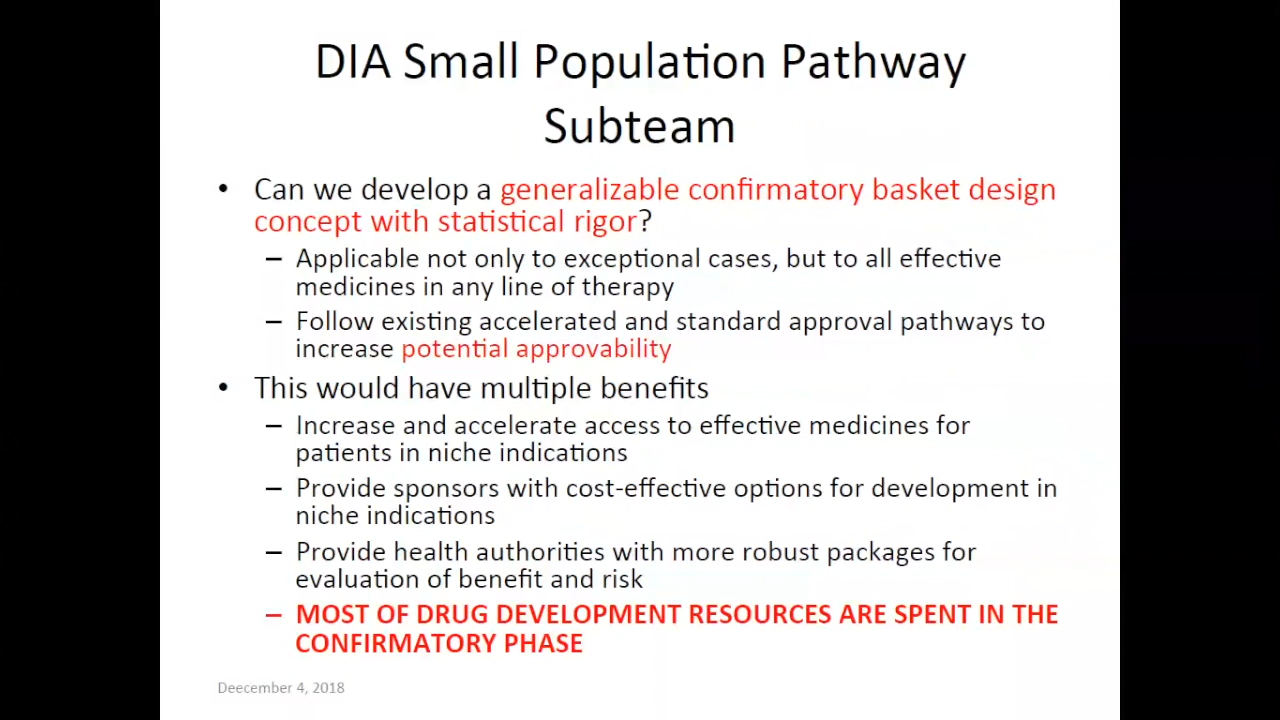 DIA Small Population Pathway
Subteam
• Can we develop a generalizable confirmatory basket design
concept with statistical rigor?
– Applicable not only to exceptional cases, but to all effective
medicines in any line of therapy
– Follow existing accelerated and standard approval pathways to
increase potential approvability
• This would have multiple benefits
– Increase and accelerate access to effective medicines for
patients in niche indications
– Provide sponsors with cost-effective options for development in
niche indications
– Provide health authorities with more robust packages for
evaluation of benefit and risk
– MOST OF DRUG DEVELOPMENT RESOURCES ARE SPENT IN THE
CONFIRMATORY PHASE
Deecember 4, 2018